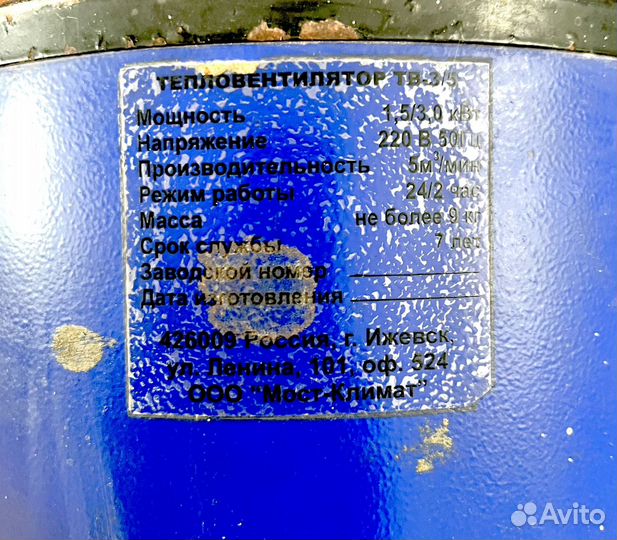 ТЕПЛОВЕНТИЛЯТОР ТВ-3/5
Мощность 1,5/3,0 кВт
Напряжение 220 В 50Гц
Производительность 5м³/мин
Режим работы 24/2 час
Масса не более 9 кг
Срок службы 7 лет
Заводской номер
Дата изготовления
426009 Россия, г. Ижевск,
ул. Ленина, 101, оф. 524
ООО "Мост-Климат"
Avito